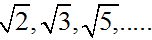 √2, √3, √5,.....